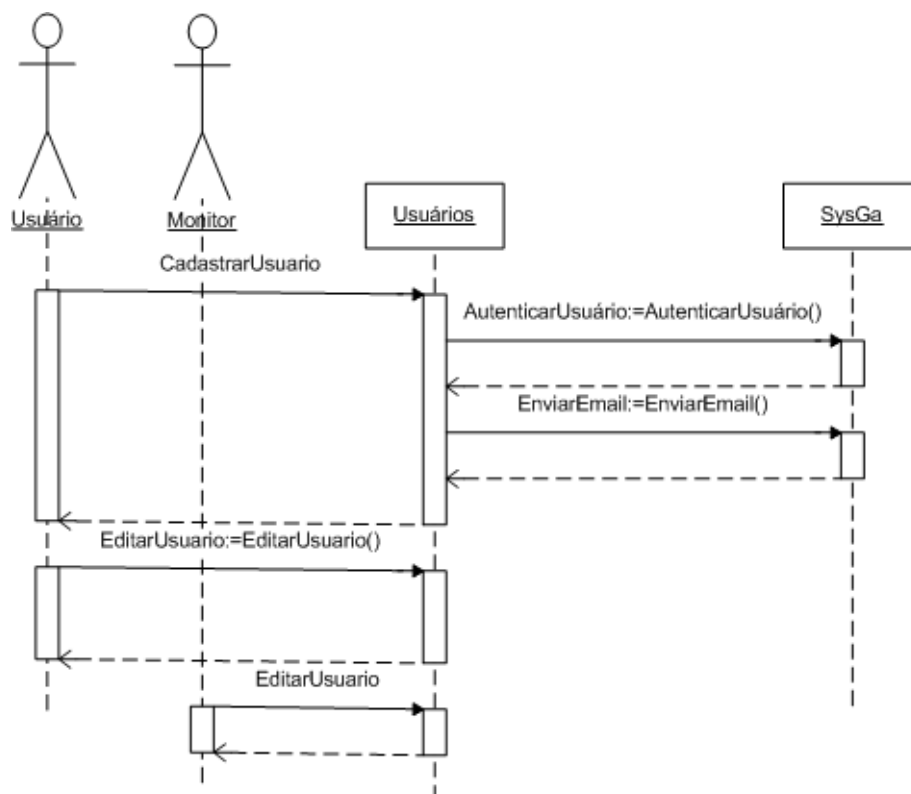 Usuário
Monitor
Usuários
SysGa
CadastrarUsuario
AutenticarUsuário:=AutenticarUsuário()
EnviarEmail:=EnviarEmail()
EditarUsuario:=EditarUsuario()
EditarUsuario